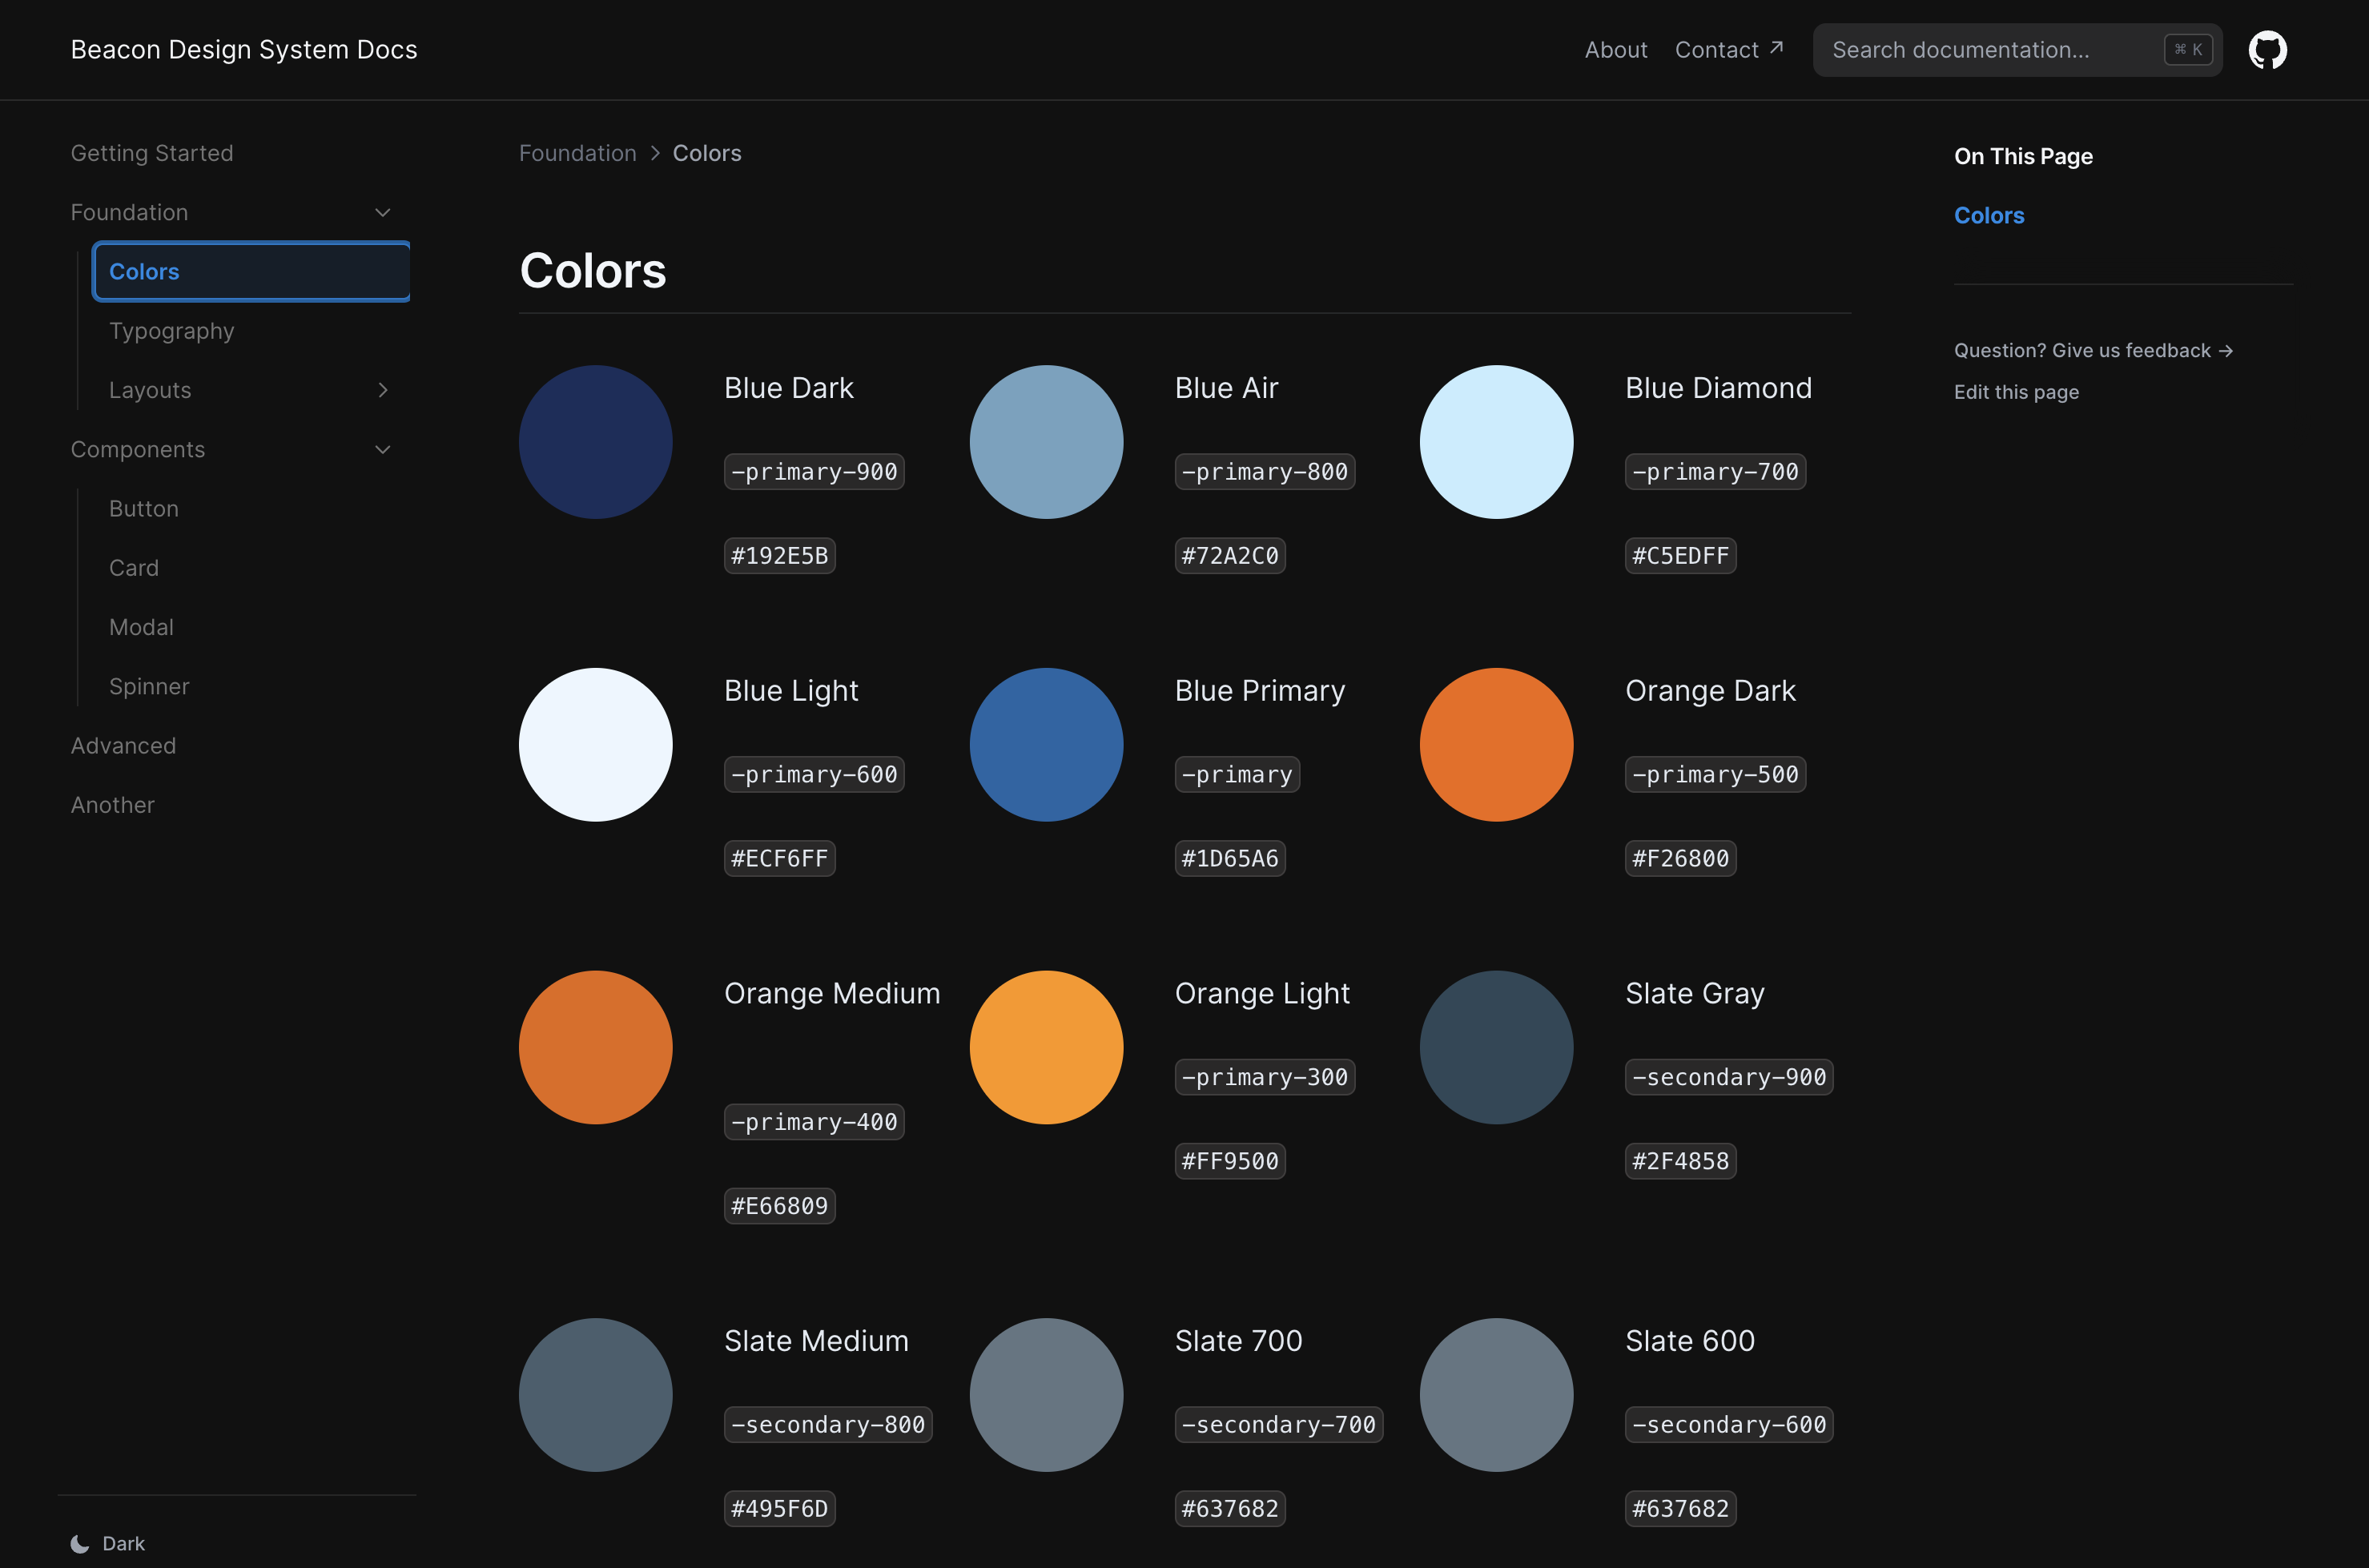 Beacon Design System Docs
About
Contact ↗
Search documentation...
⌘ K
Getting Started
Foundation
Colors
Typography
Layouts
Components
Button
Card
Modal
Spinner
Advanced
Another
Dark
Foundation > Colors
Colors
Blue Dark
-primary-900
#192E5B
Blue Air
-primary-800
#72A2C0
Blue Diamond
-primary-700
#C5EDFF
Blue Light
-primary-600
#ECF6FF
Blue Primary
-primary
#1D65A6
Orange Dark
-primary-500
#F26800
Orange Medium
-primary-400
#E66809
Orange Light
-primary-300
#FF9500
Slate Gray
-secondary-900
#2F4858
Slate Medium
-secondary-800
#495F6D
Slate 700
-secondary-700
#637682
Slate 600
-secondary-600
#637682
On This Page
Colors
Question? Give us feedback →
Edit this page